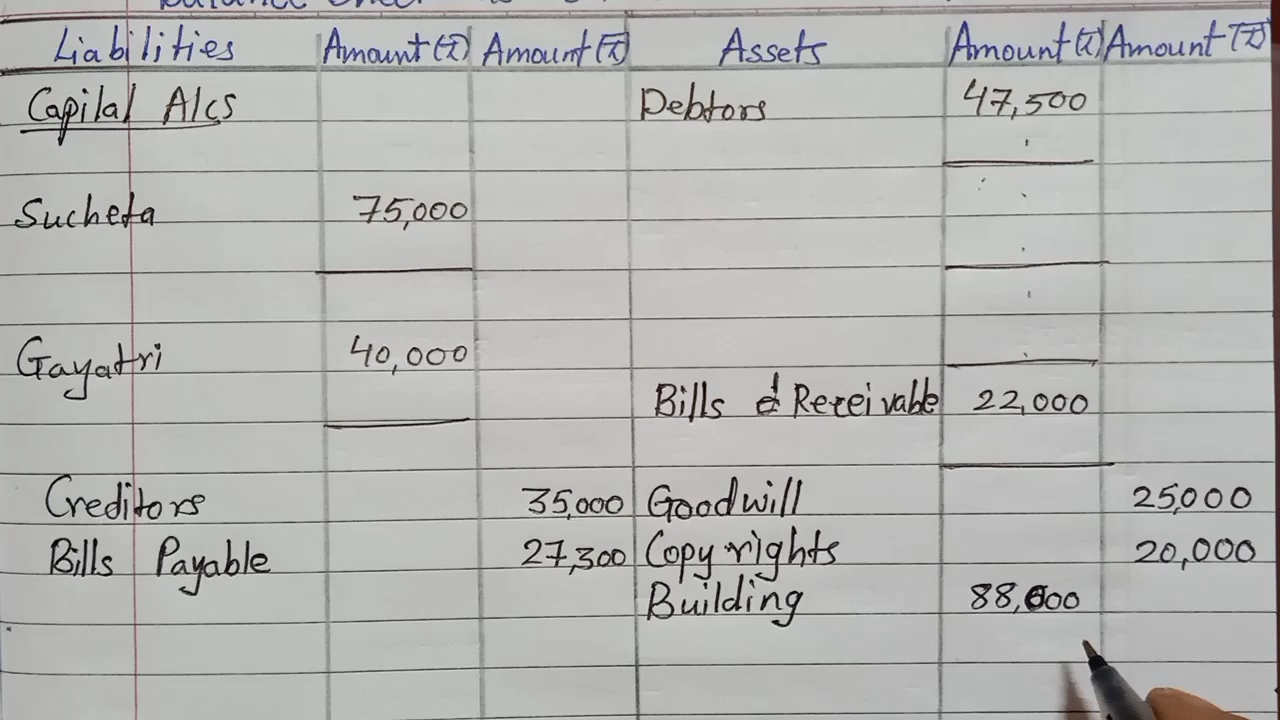 Liabilities Amount (₹) Amount (₹) Assets Amount (₹) Amount (₹)
Capital A/cs Debtors 47,500
Sucheta 75,000
Gayatri 40,000
Bills & Receivable 22,000
Creditors 35,000 Goodwill 25,000
Bills Payable 27,300 Copyrights 20,000
Building 88,000